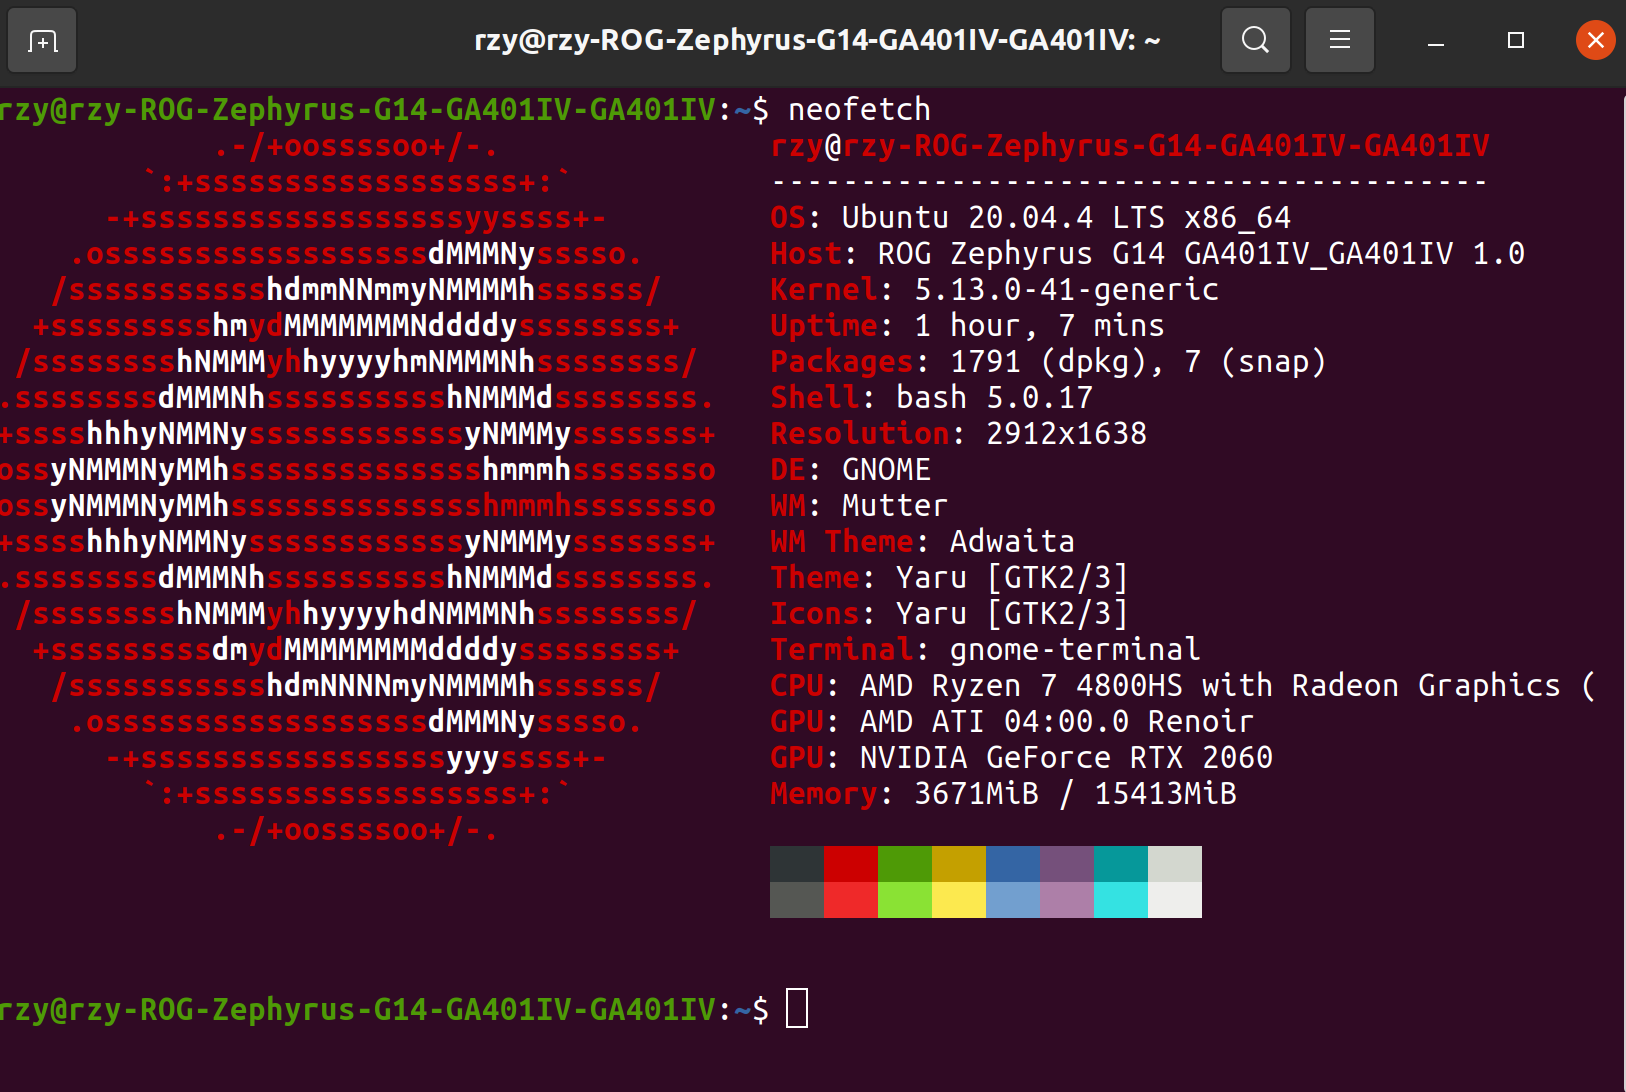 rzy@rzy-ROG-Zephyrus-G14-GA401IV-GA401IV: ~
rzy@rzy-ROG-Zephyrus-G14-GA401IV-GA401IV:~$ neofetch
            .-/+oossssoo+/-.               rzy@rzy-ROG-Zephyrus-G14-GA401IV-GA401IV
        `:+ssssssssssssssssss+:`           ----------------------------------------
      -+ssssssssssssssssssyyssss+-         OS: Ubuntu 20.04.4 LTS x86_64
    .ossssssssssssssssssdMMMNysssso.       Host: ROG Zephyrus G14 GA401IV_GA401IV 1.0
   /ssssssssssshdmmNNmmyNMMMMhssssss/      Kernel: 5.13.0-41-generic
  +ssssssssshmydMMMMMMMNddddyssssssss+     Uptime: 1 hour, 7 mins
 /sssssssshNMMMyhhyyyyhmNMMMNhssssssss/    Packages: 1791 (dpkg), 7 (snap)
.ssssssssdMMMNhsssssssssshNMMMdssssssss.   Shell: bash 5.0.17
+sssshhhyNMMNyssssssssssssyNMMMysssssss+   Resolution: 2912x1638
ossyNMMMNyMMhsssssssssssssshmmmhssssssso   DE: GNOME
ossyNMMMNyMMhsssssssssssssshmmmhssssssso   WM: Mutter
+sssshhhyNMMNyssssssssssssyNMMMysssssss+   WM Theme: Adwaita
.ssssssssdMMMNhsssssssssshNMMMdssssssss.   Theme: Yaru [GTK2/3]
 /sssssssshNMMMyhhyyyyhdNMMMNhssssssss/    Icons: Yaru [GTK2/3]
  +sssssssssdmydMMMMMMMMddddyssssssss+     Terminal: gnome-terminal
   /ssssssssssshdmNNNNmyNMMMMhssssss/      CPU: AMD Ryzen 7 4800HS with Radeon Graphics (
    .ossssssssssssssssssdMMMNysssso.       GPU: AMD ATI 04:00.0 Renoir
      -+sssssssssssssssssyyyssss+-         GPU: NVIDIA GeForce RTX 2060
        `:+ssssssssssssssssss+:`           Memory: 3671MiB / 15413MiB
            .-/+oossssoo+/-.
rzy@rzy-ROG-Zephyrus-G14-GA401IV-GA401IV:~$